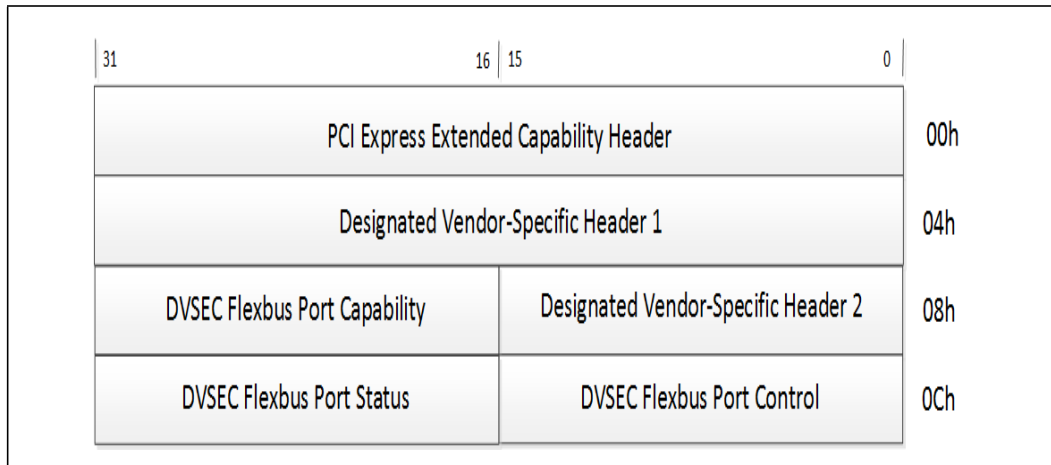 31 16 15 0
PCI Express Extended Capability Header 00h
Designated Vendor-Specific Header 1 04h
DVSEC Flexbus Port Capability Designated Vendor-Specific Header 2 08h
DVSEC Flexbus Port Status DVSEC Flexbus Port Control 0Ch